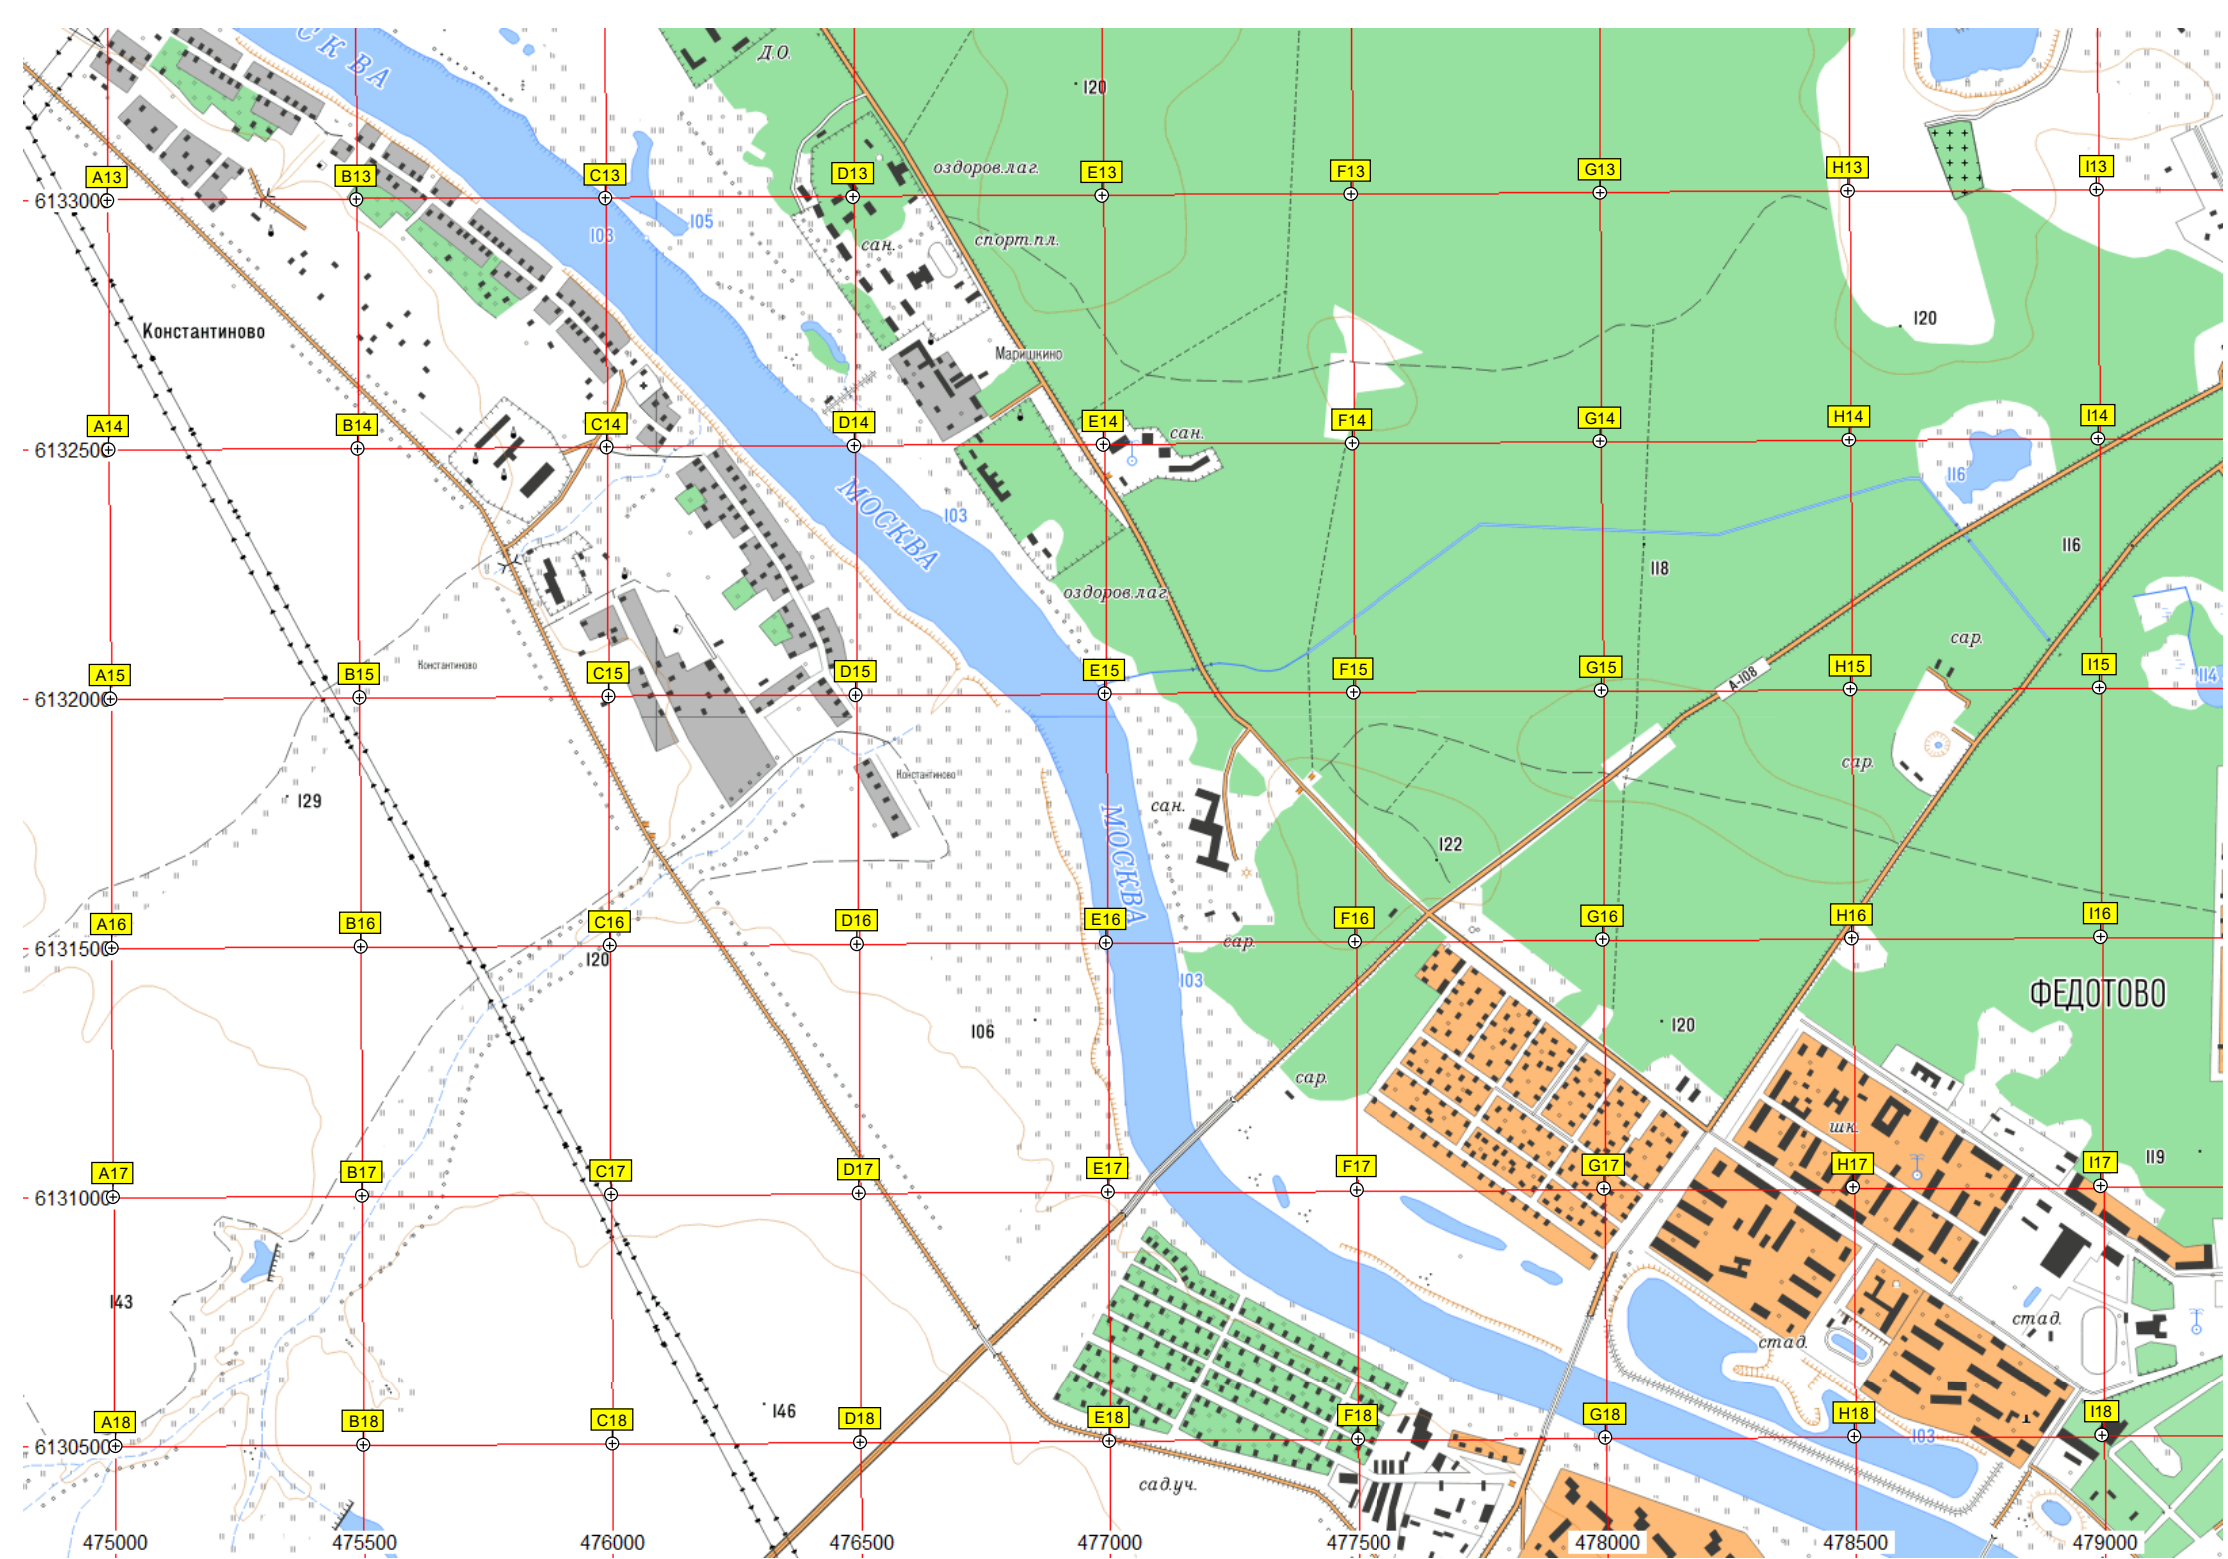 СКВА
Д.О.
120
оздоров.лаг.
A13
B13
C13
D13
E13
F13
G13
H13
I13
6133000
105
103
сан.
спорт.пл.
Константиново
120
Маришкино
A14
B14
C14
D14
E14
F14
G14
H14
I14
сан.
6132500
116
МОСКВА
103
116
118
оздоров.лаг.
сар.
Константиново
A15
B15
C15
D15
E15
F15
G15
H15
I15
6132000
А-108
114
сар.
Константиново
129
сан.
МОСКВА
122
A16
B16
C16
D16
E16
F16
G16
H16
I16
6131500
сар.
120
103
ФЕДОТОВО
106
120
сар.
шк.
119
A17
B17
C17
D17
E17
F17
G17
H17
I17
6131000
143
стад.
стад.
146
A18
B18
C18
D18
E18
F18
G18
H18
I18
6130500
103
сад.уч.
475000
475500
476000
476500
477000
477500
478000
478500
479000